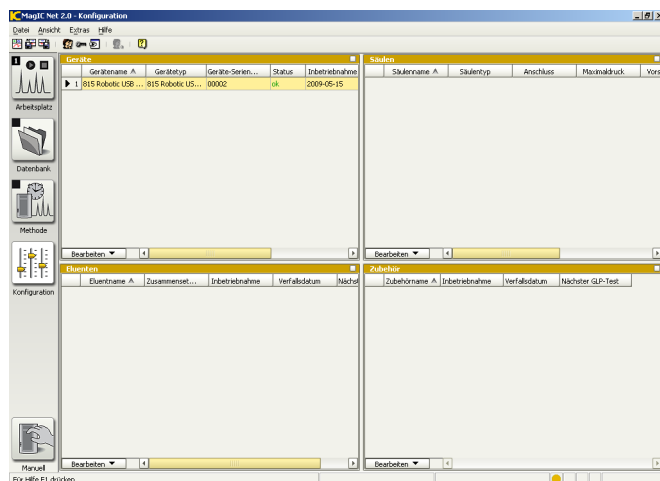 MagIC Net 2.0 - Konfiguration
Datei Ansicht Extras Hilfe
1
Arbeitsplatz
Datenbank
Methode
Konfiguration
Manuell
Geräte
Gerätename Gerätetyp Geräte-Serien... Status Inbetriebnahme
1 815 Robotic USB ... 815 Robotic US... 00002 ok 2009-05-15
Bearbeiten
Säulen
Säulenname Säulentyp Anschluss Maximaldruck Vors
Bearbeiten
Eluenten
Eluentname Zusammenset... Inbetriebnahme Verfallsdatum Nächst
Bearbeiten
Zubehör
Zubehörname Inbetriebnahme Verfallsdatum Nächster GLP-Test
Bearbeiten
Für Hilfe F1 drücken